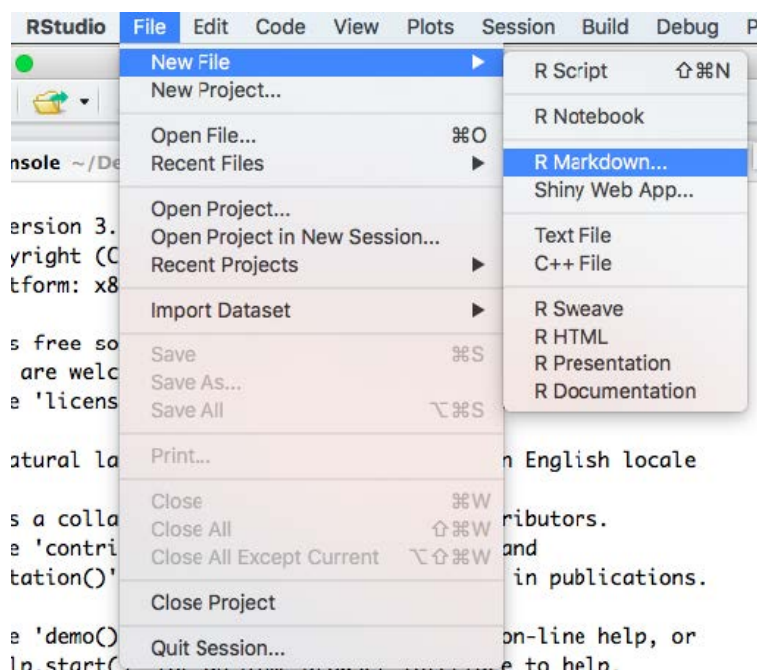 RStudio File Edit Code View Plots Session Build Debug P
New File
New Project...
Open File... ⌘O
Recent Files
Open Project...
Open Project in New Session...
Recent Projects
Import Dataset
Save ⌘S
Save As...
Save All ⌥⌘S
Print...
Close ⌘W
Close All ⇧⌘W
Close All Except Current ⌥⇧⌘W
Close Project
Quit Session...
R Script ⇧⌘N
R Notebook
R Markdown...
Shiny Web App...
Text File
C++ File
R Sweave
R HTML
R Presentation
R Documentation
nsole ~/De
ersion 3.
yright (C
tform: x8
s free so
are welc
e 'licens
atural la n English locale
s a colla ributors.
e 'contri and
tation()' in publications.
e 'demo() on-line help, or
lp.start( e to help.